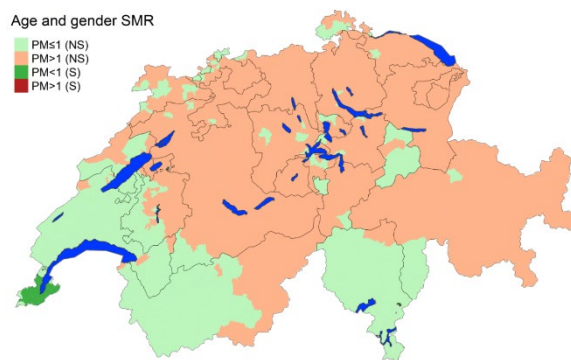 Age and gender SMR
PM≤1 (NS)
PM>1 (NS)
PM<1 (S)
PM>1 (S)